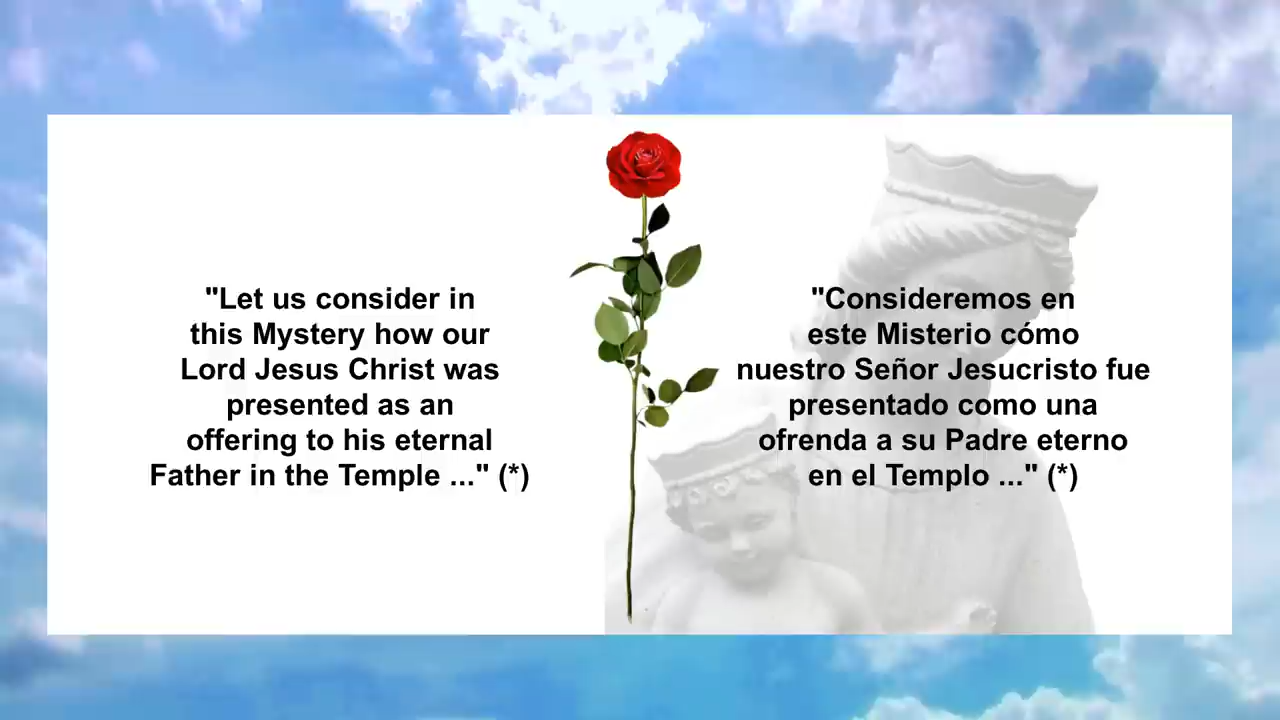 "Let us consider in
this Mystery how our
Lord Jesus Christ was
presented as an
offering to his eternal
Father in the Temple ..." (*)
"Consideremos en
este Misterio cómo
nuestro Señor Jesucristo fue
presentado como una
ofrenda a su Padre eterno
en el Templo ..." (*)